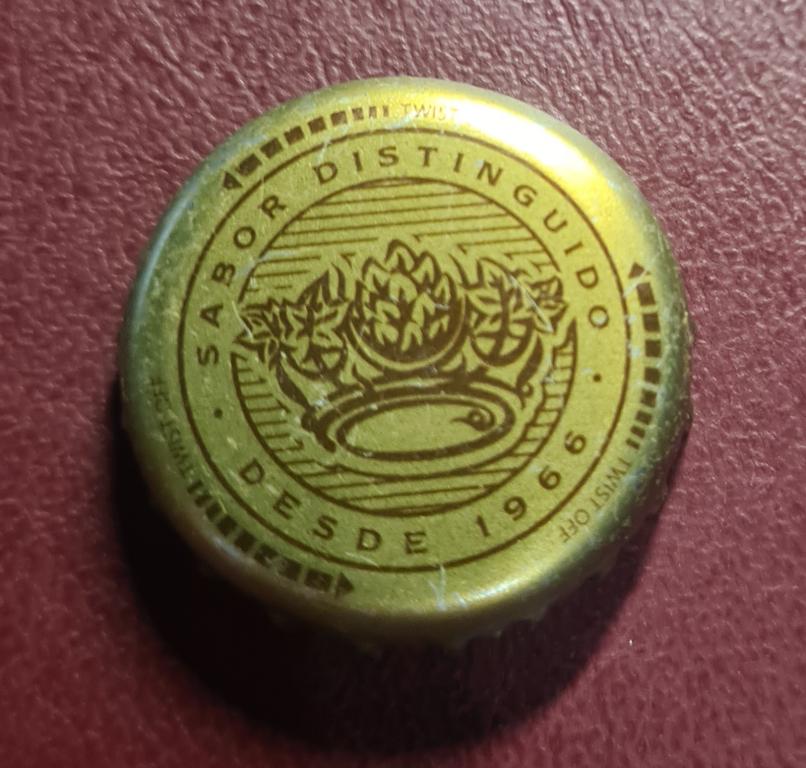 SABOR DISTINGUIDO
DESDE 1966
TWIST
TWIST OFF
TWIST OFF